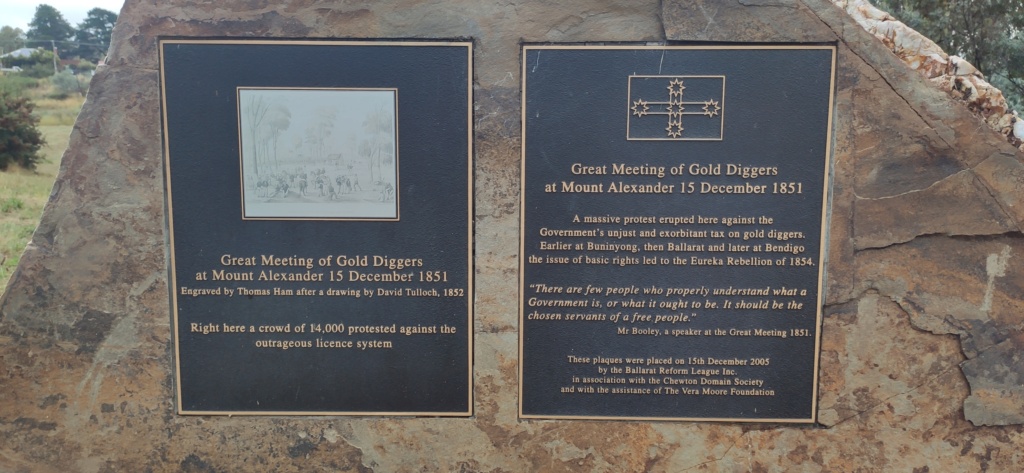 Great Meeting of Gold Diggers
at Mount Alexander 15 December 1851
Engraved by Thomas Ham after a drawing by David Tulloch, 1852
Right here a crowd of 14,000 protested against the
outrageous licence system
Great Meeting of Gold Diggers
at Mount Alexander 15 December 1851
A massive protest erupted here against the
Government's unjust and exorbitant tax on gold diggers.
Earlier at Buninyong, then Ballarat and later at Bendigo
the issue of basic rights led to the Eureka Rebellion of 1854.
"There are few people who properly understand what a
Government is, or what it ought to be. It should be the
chosen servants of a free people."
Mr Booley, a speaker at the Great Meeting 1851.
These plaques were placed on 15th December 2005
by the Ballarat Reform League Inc.
in association with the Chewton Domain Society
and with the assistance of The Vera Moore Foundation